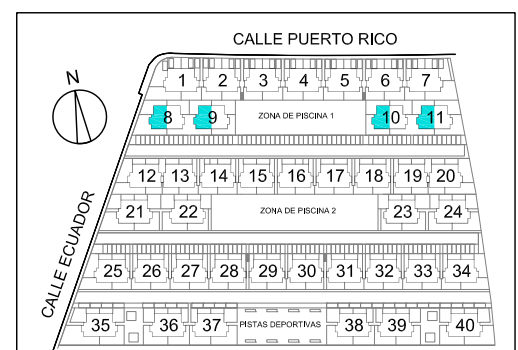 CALLE PUERTO RICO
N
1 2 3 4 5 6 7
8 9 ZONA DE PISCINA 1 10 11
12 13 14 15 16 17 18 19 20
21 22 ZONA DE PISCINA 2 23 24
CALLE ECUADOR
25 26 27 28 29 30 31 32 33 34
35 36 37 PISTAS DEPORTIVAS 38 39 40